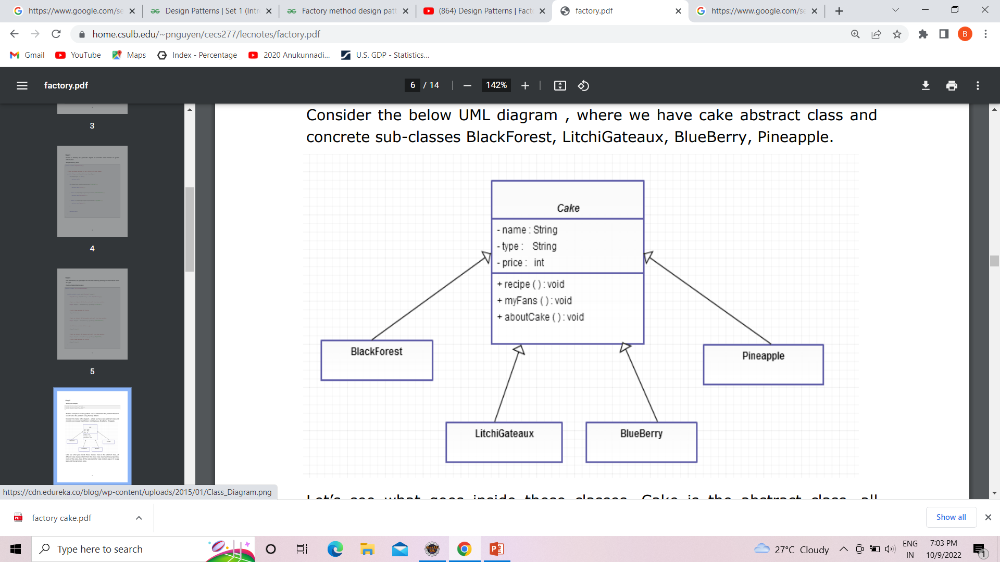 https://www.google.com/se
Design Patterns | Set 1 (Intr
Factory method design patt
(864) Design Patterns | Fact
factory.pdf
https://www.google.com/se
home.csulb.edu/~pnguyen/cecs277/lecnotes/factory.pdf
B
Gmail
YouTube
Maps
Index - Percentage
2020 Anukunnadi...
U.S. GDP - Statistics...
factory.pdf
6 / 14
142%
3
4
5
Consider the below UML diagram , where we have cake abstract class and
concrete sub-classes BlackForest, LitchiGateaux, BlueBerry, Pineapple.
Cake
- name : String
- type : String
- price : int
+ recipe ( ) : void
+ myFans ( ) : void
+ aboutCake ( ) : void
BlackForest
Pineapple
LitchiGateaux
BlueBerry
Let's see what goes inside these classes. Cake is the abstract class, all
https://cdn.edureka.co/blog/wp-content/uploads/2015/01/Class_Diagram.png
PDF
factory cake.pdf
Show all
Type here to search
27°C Cloudy
ENG
IN
7:03 PM
10/9/2022
1